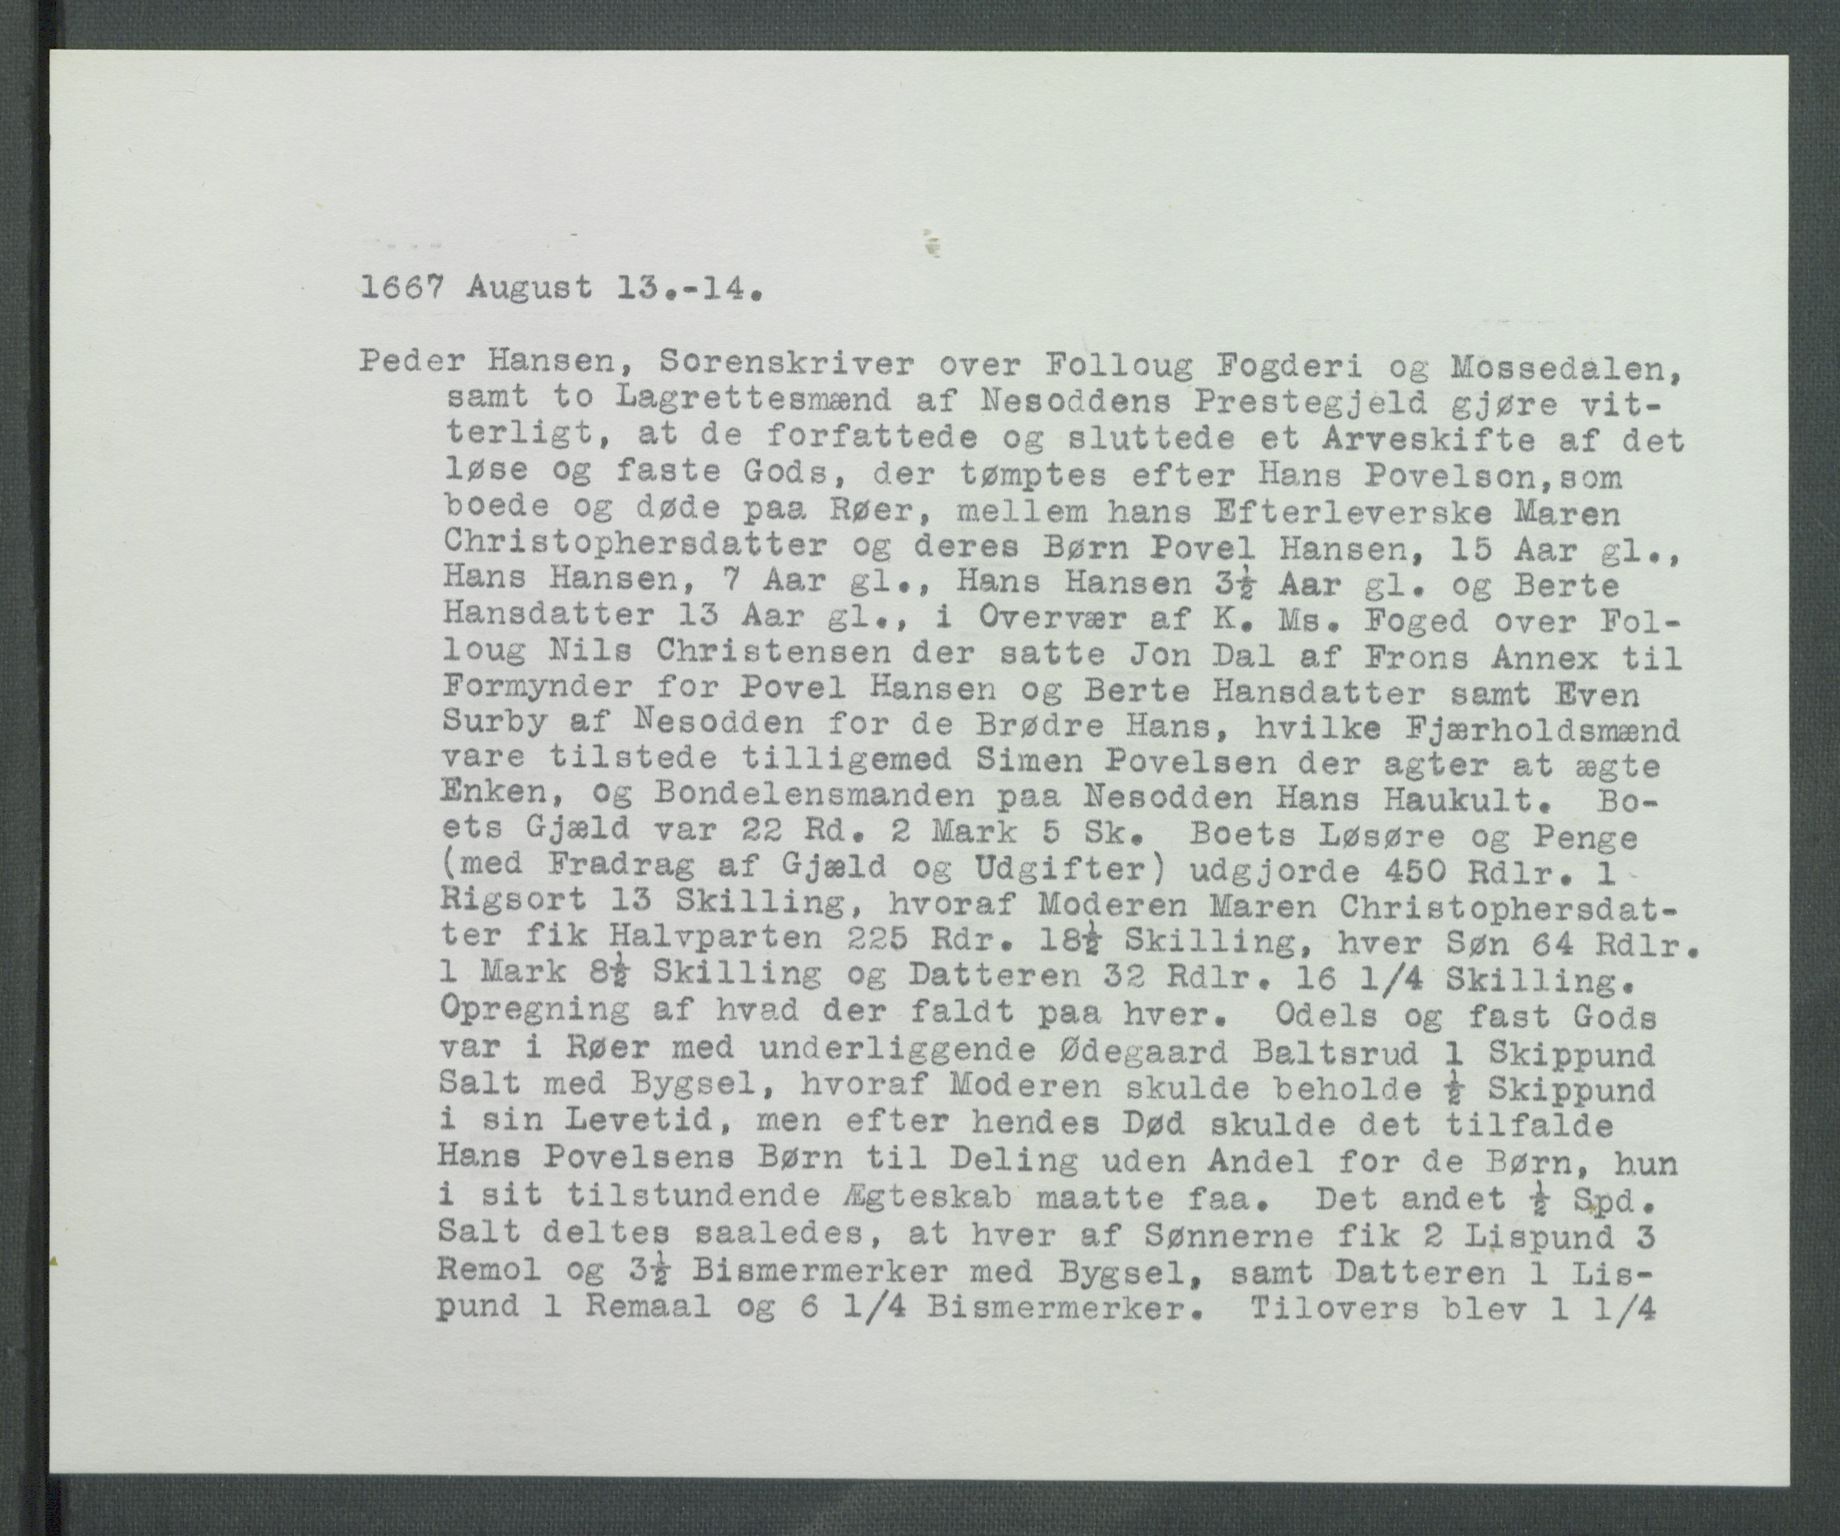 1667 August 13.-14.
Peder Hansen, Sorenskriver over Folloug Fogderi og Mossedalen,
samt to Lagrettesmænd af Nesoddens Prestegjeld gjøre vit-
terligt, at de forfattede og sluttede et Arveskifte af det
løse og faste Gods, der tømptes efter Hans Povelson,som
boede og døde paa Røer, mellem hans Efterleverske Maren
Christophersdatter og deres Børn Povel Hansen, 15 Aar gl.,
Hans Hansen, 7 Aar gl., Hans Hansen 3½ Aar gl. og Berte
Hansdatter 13 Aar gl., i Overvær af K. Ms. Foged over Fol-
loug Nils Christensen der satte Jon Dal af Frons Annex til
Formynder for Povel Hansen og Berte Hansdatter samt Even
Surby af Nesodden for de Brødre Hans, hvilke Fjærholdsmænd
vare tilstede tilligemed Simen Povelsen der agter at ægte
Enken, og Bondelensmanden paa Nesodden Hans Haukult. Bo-
ets Gjæld var 22 Rd. 2 Mark 5 Sk. Boets Løsøre og Penge
(med Fradrag af Gjæld og Udgifter) udgjorde 450 Rdlr. 1
Rigsort 13 Skilling, hvoraf Moderen Maren Christophersdat-
ter fik Halvparten 225 Rdr. 18½ Skilling, hver Søn 64 Rdlr.
1 Mark 8½ Skilling og Datteren 32 Rdlr. 16 1/4 Skilling.
Opregning af hvad der faldt paa hver. Odels og fast Gods
var i Røer med underliggende Ødegaard Baltsrud 1 Skippund
Salt med Bygsel, hvoraf Moderen skulde beholde ½ Skippund
i sin Levetid, men efter hendes Død skulde det tilfalde
Hans Povelsens Børn til Deling uden Andel for de Børn, hun
i sit tilstundende Ægteskab maatte faa. Det andet ½ Spd.
Salt deltes saaledes, at hver af Sønnerne fik 2 Lispund 3
Remol og 3½ Bismermerker med Bygsel, samt Datteren 1 Lis-
pund 1 Remaal og 6 1/4 Bismermerker. Tilovers blev 1 1/4